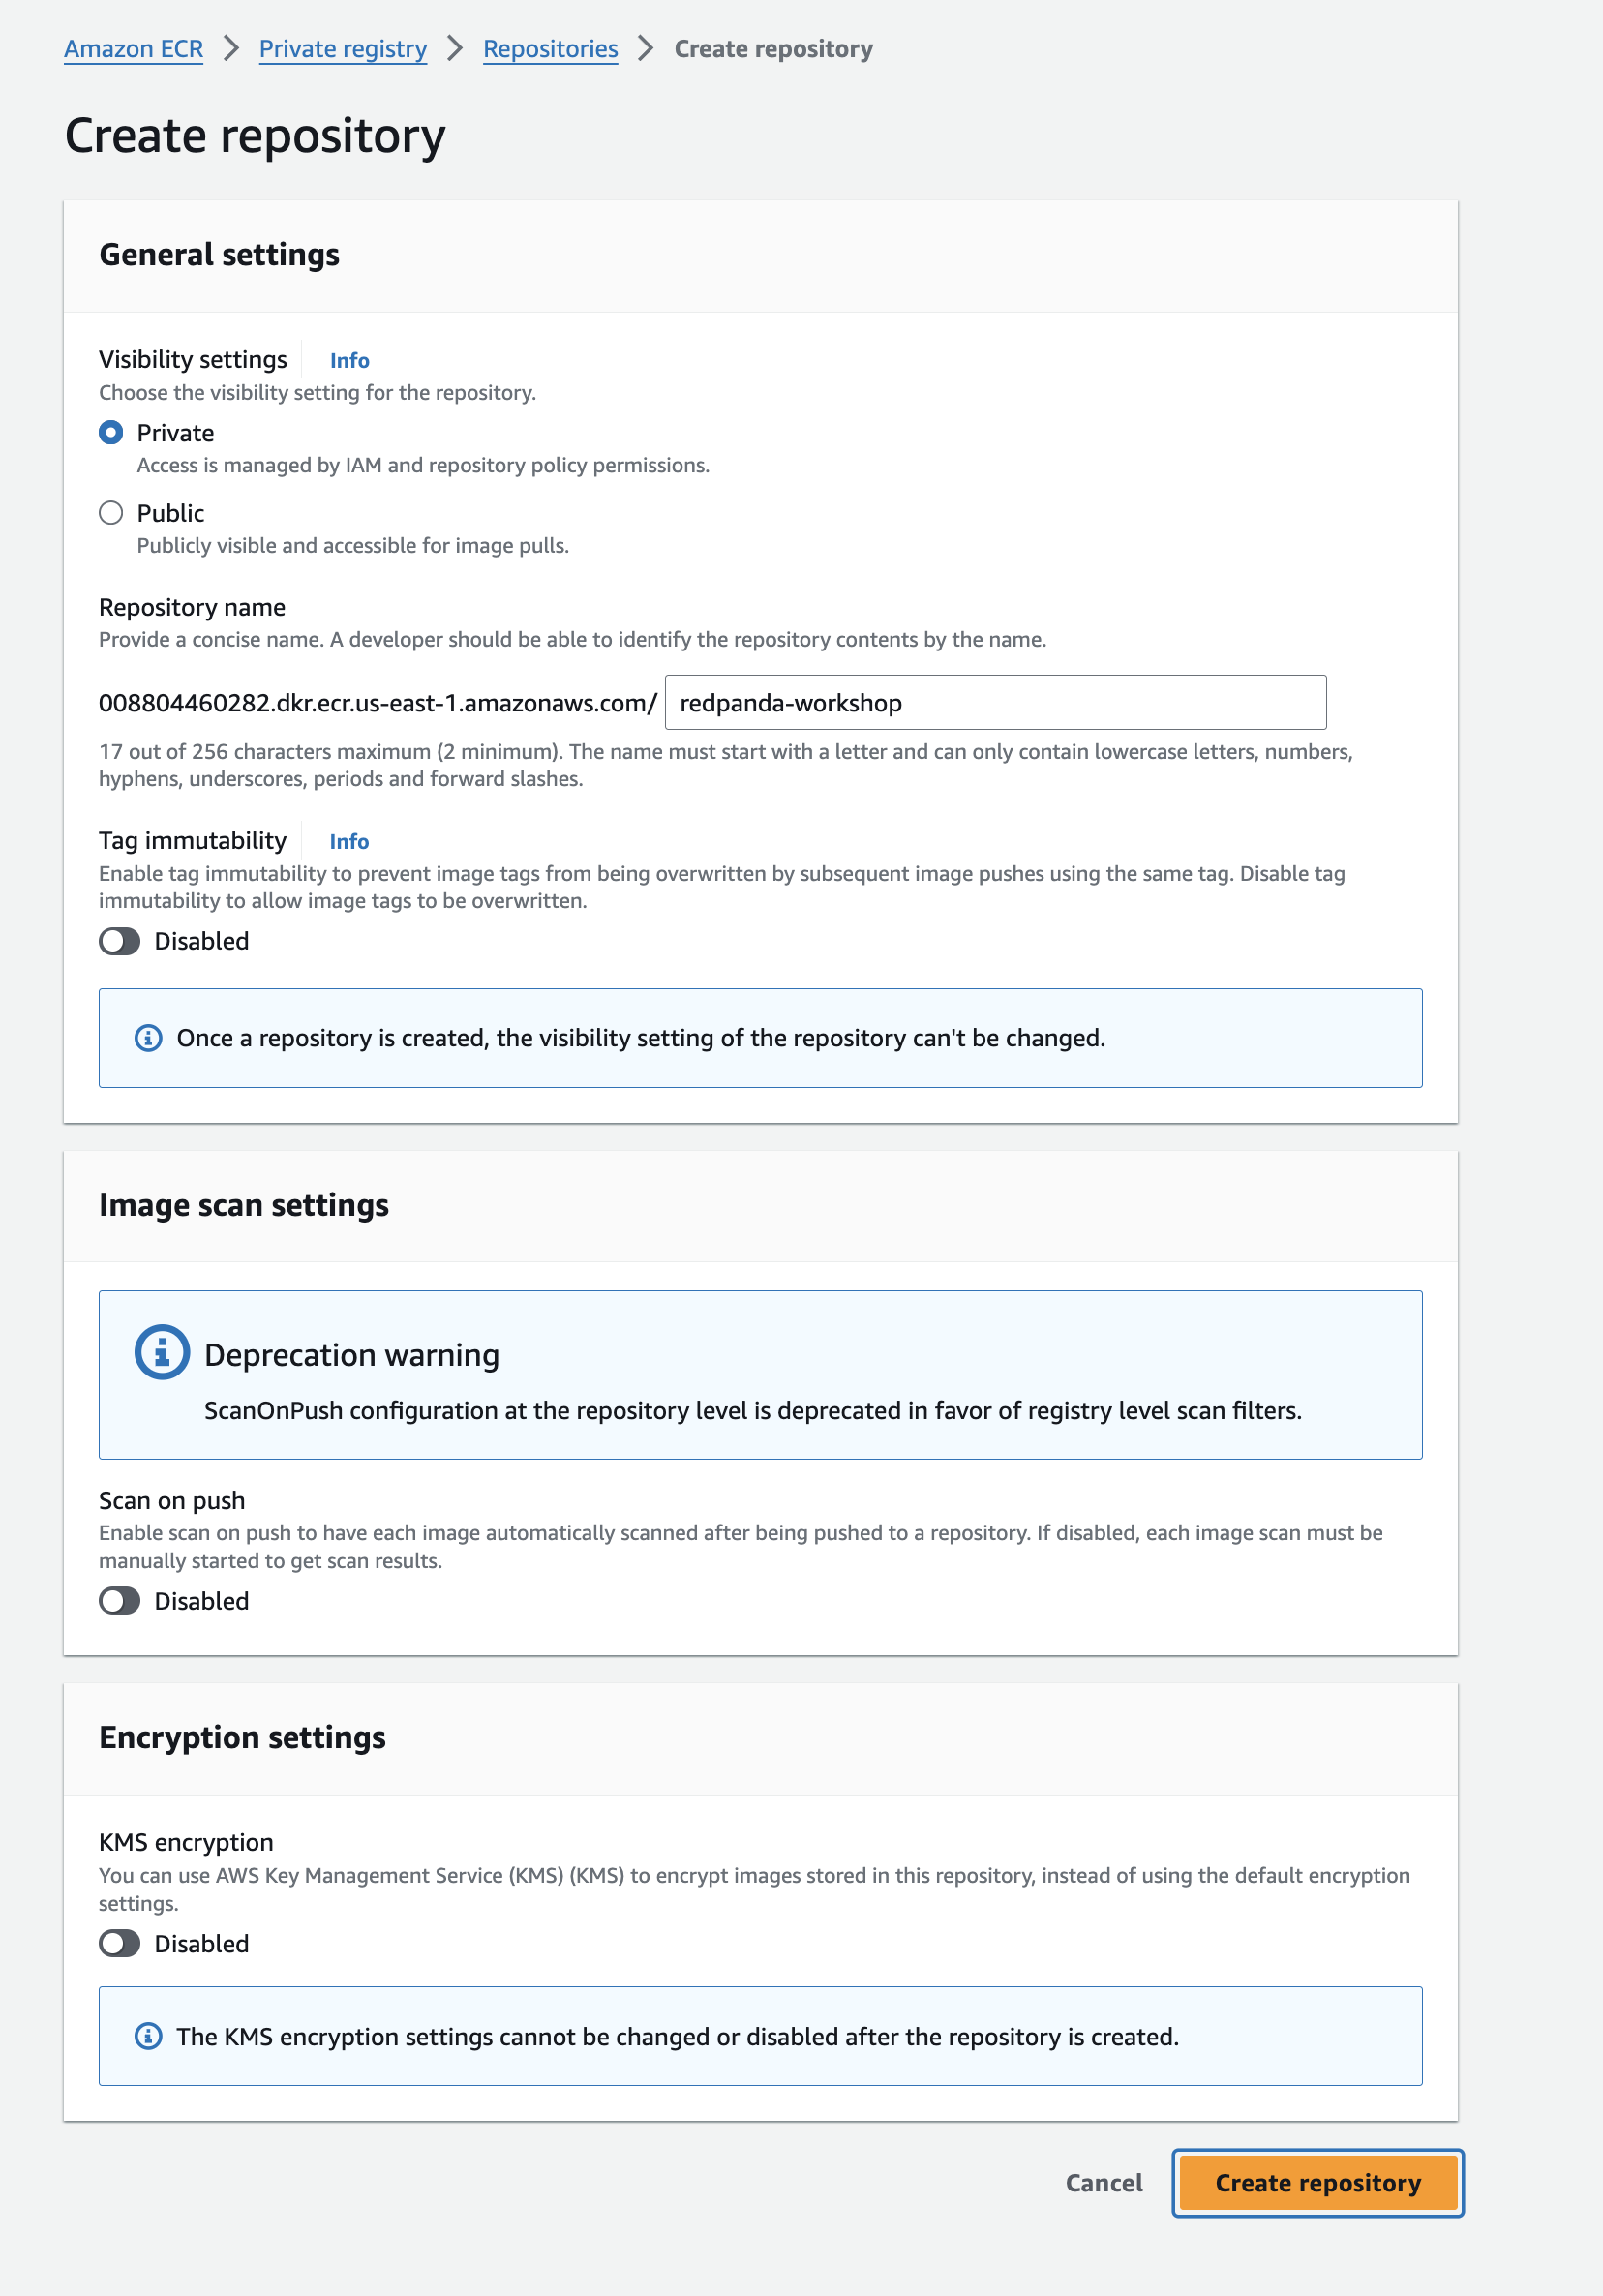 Amazon ECR > Private registry > Repositories > Create repository
Create repository
General settings
Visibility settings Info
Choose the visibility setting for the repository.
Private
Access is managed by IAM and repository policy permissions.
Public
Publicly visible and accessible for image pulls.
Repository name
Provide a concise name. A developer should be able to identify the repository contents by the name.
008804460282.dkr.ecr.us-east-1.amazonaws.com/ redpanda-workshop
17 out of 256 characters maximum (2 minimum). The name must start with a letter and can only contain lowercase letters, numbers,
hyphens, underscores, periods and forward slashes.
Tag immutability Info
Enable tag immutability to prevent image tags from being overwritten by subsequent image pushes using the same tag. Disable tag
immutability to allow image tags to be overwritten.
Disabled
Once a repository is created, the visibility setting of the repository can't be changed.
Image scan settings
Deprecation warning
ScanOnPush configuration at the repository level is deprecated in favor of registry level scan filters.
Scan on push
Enable scan on push to have each image automatically scanned after being pushed to a repository. If disabled, each image scan must be
manually started to get scan results.
Disabled
Encryption settings
KMS encryption
You can use AWS Key Management Service (KMS) (KMS) to encrypt images stored in this repository, instead of using the default encryption
settings.
Disabled
The KMS encryption settings cannot be changed or disabled after the repository is created.
Cancel Create repository